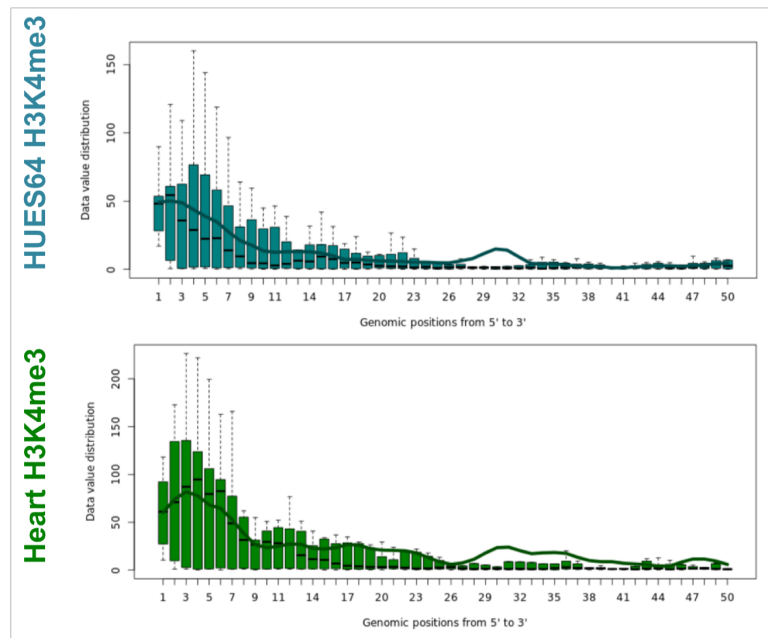 HUES64 H3K4me3
Data value distribution
150
100
50
0
1 3 5 7 9 11 14 17 20 23 26 29 32 35 38 41 44 47 50
Genomic positions from 5' to 3'
Heart H3K4me3
Data value distribution
200
150
100
50
0
1 3 5 7 9 11 14 17 20 23 26 29 32 35 38 41 44 47 50
Genomic positions from 5' to 3'